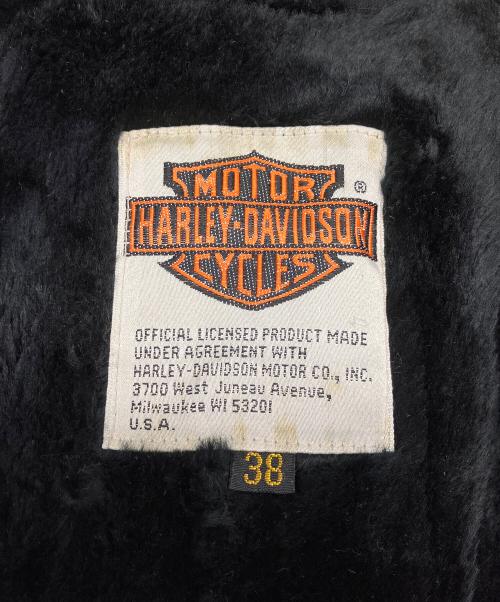 MOTOR
®
HARLEY-DAVIDSON
CYCLES
OFFICIAL LICENSED PRODUCT MADE
UNDER AGREEMENT WITH
HARLEY-DAVIDSON MOTOR CO., INC.
3700 West Juneau Avenue,
Milwaukee WI 53201
U.S.A.
38